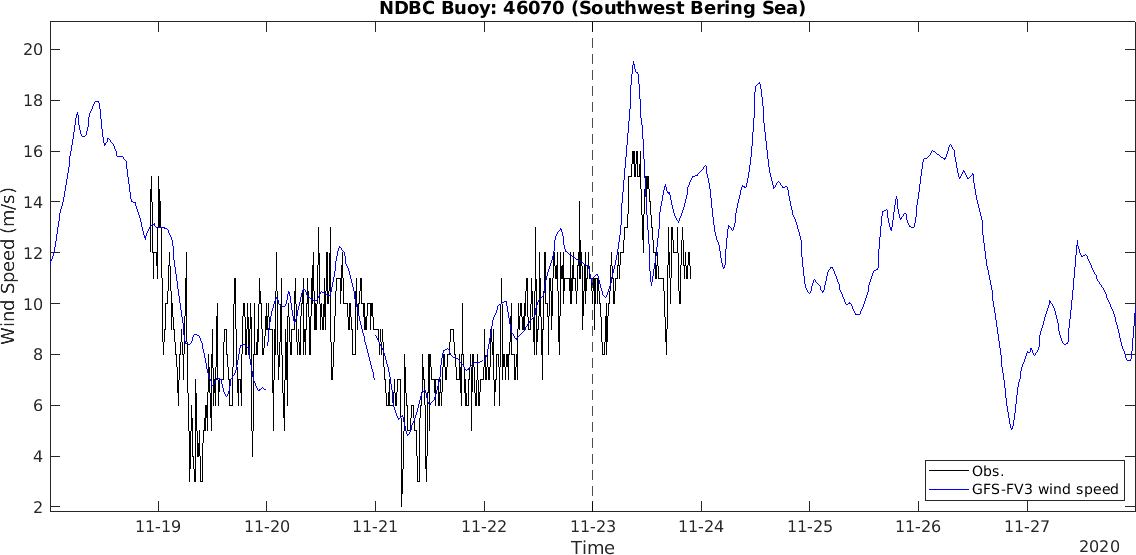 NDBC Buoy: 46070 (Southwest Bering Sea)
20
18
16
14
12
10
8
6
4
2
Wind Speed (m/s)
Obs.
GFS-FV3 wind speed
11-19 11-20 11-21 11-22 11-23 11-24 11-25 11-26 11-27
Time
2020